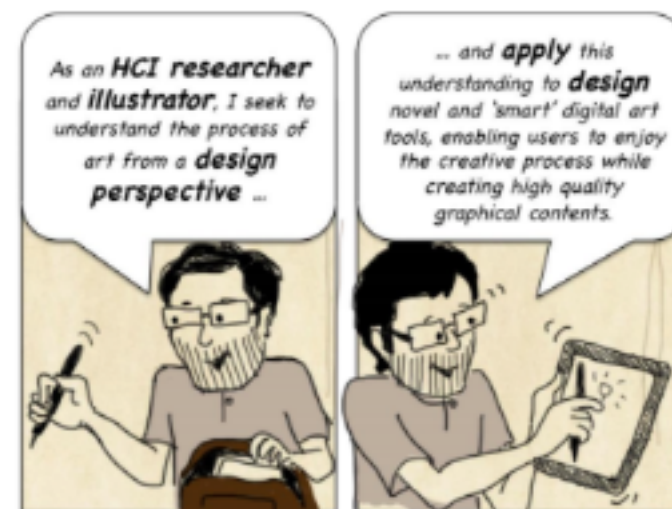 As an HCI researcher
and illustrator, I seek to
understand the process of
art from a design
perspective ...
... and apply this
understanding to design
novel and 'smart' digital art
tools, enabling users to enjoy
the creative process while
creating high quality
graphical contents.